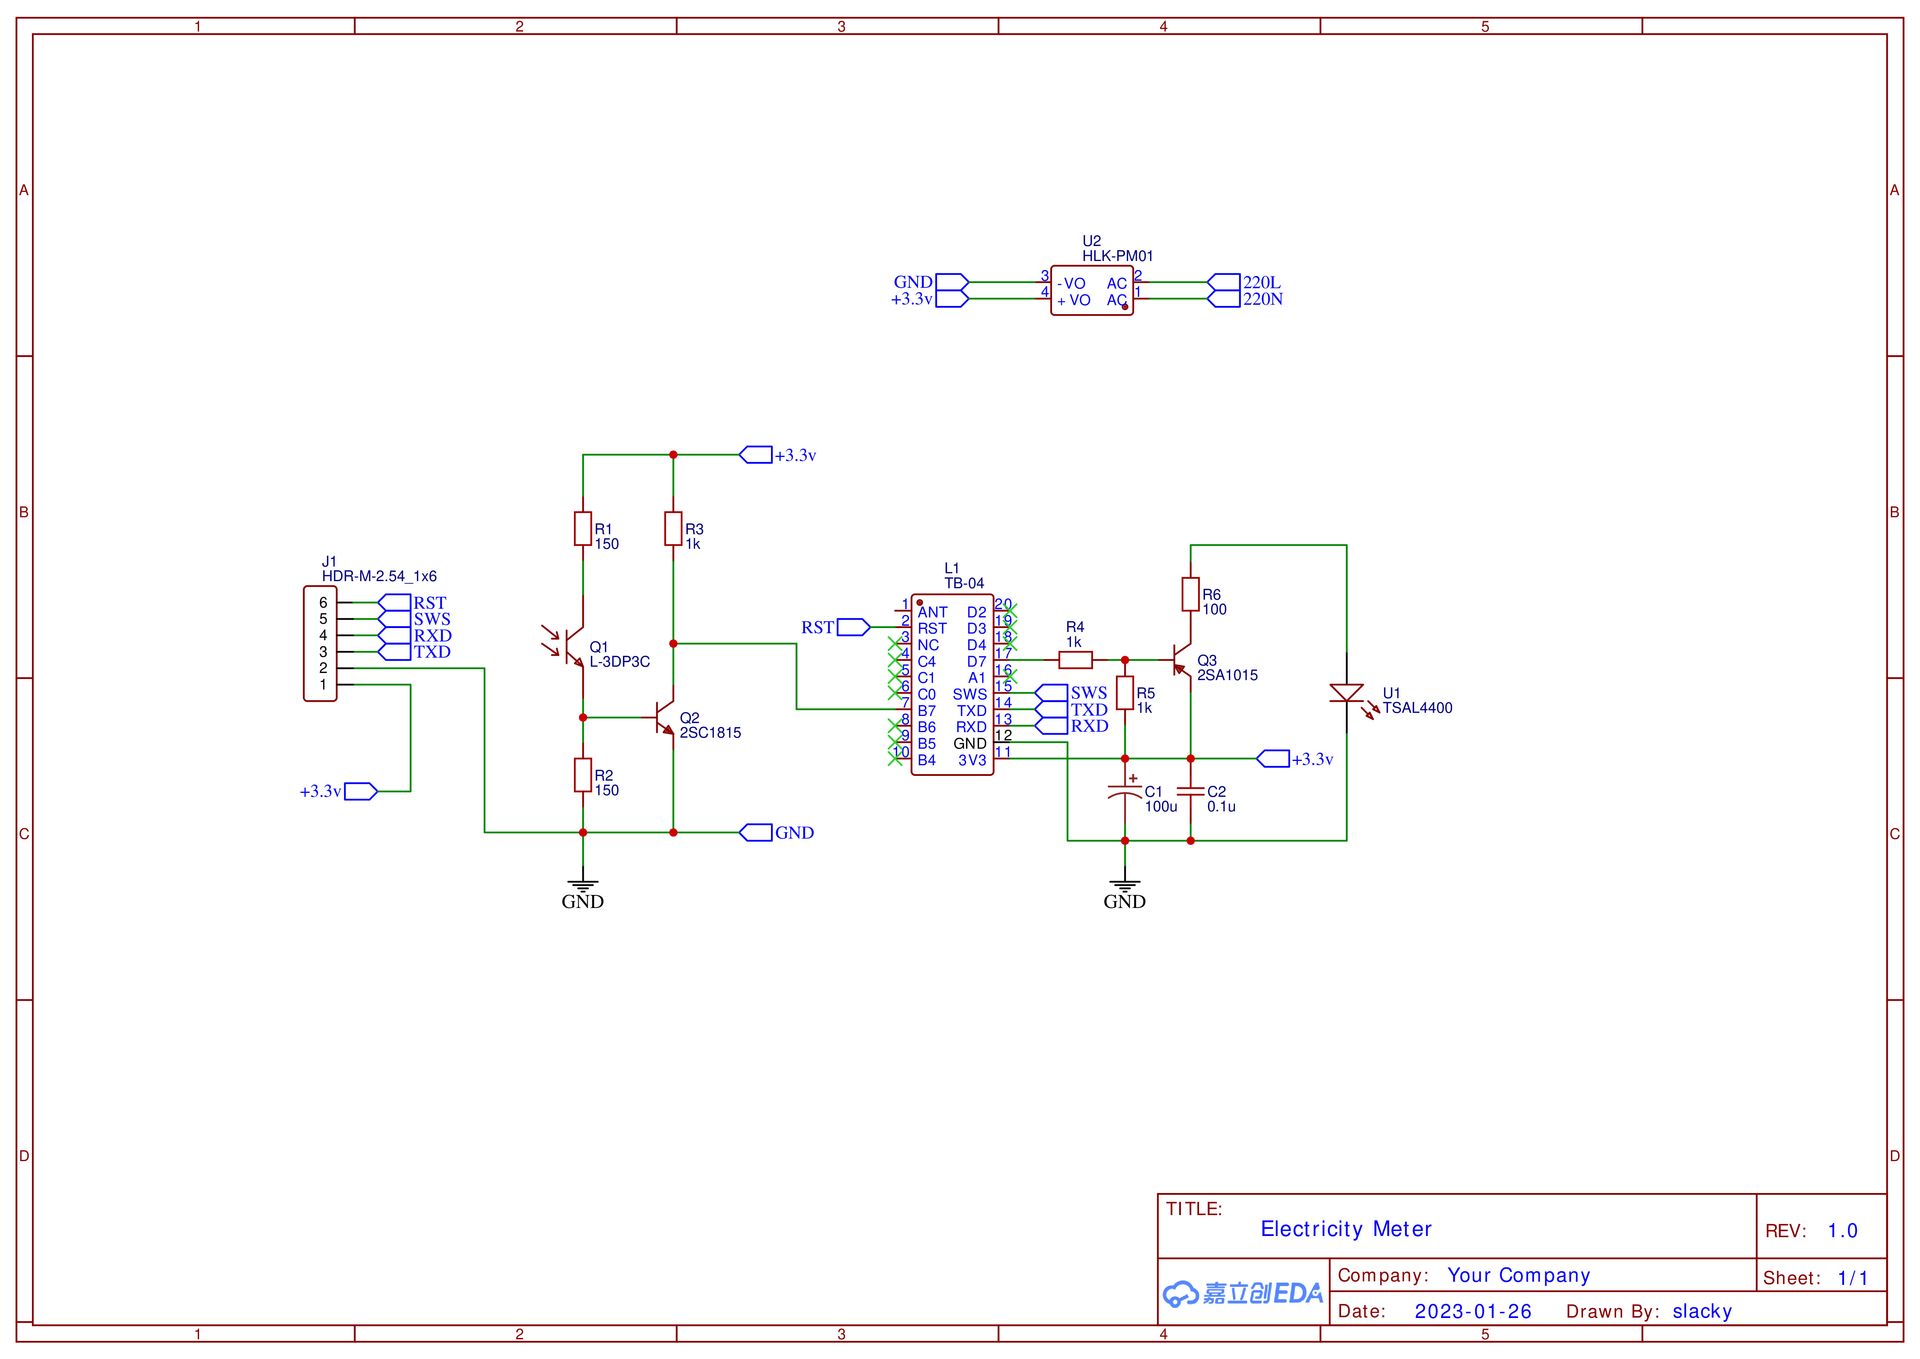 1 2 3 4 5
A A
U2
HLK-PM01
GND 3 -VO AC 2 220L
+3.3v 4 +VO AC 1 220N
+3.3v
B B
R1
150
R3
1k
J1
HDR-M-2.54_1x6
6 RST
5 SWS
4 RXD
3 TXD
2
1
+3.3v
Q1
L-3DP3C
Q2
2SC1815
R2
150
GND
GND
L1
TB-04
1 ANT D2 20
RST 2 RST D3 19
3 NC D4 18
4 C4 D7 17
5 C1 A1 16
6 C0 SWS 15 SWS
7 B7 TXD 14 TXD
8 B6 RXD 13 RXD
9 B5 GND 12
10 B4 3V3 11
R4
1k
R5
1k
R6
100
Q3
2SA1015
U1
TSAL4400
+3.3v
+
C1
100u
C2
0.1u
GND
C C
D D
TITLE:
Electricity Meter
REV: 1.0
嘉立创EDA
Company: Your Company
Sheet: 1/1
Date: 2023-01-26 Drawn By: slacky
1 2 3 4 5